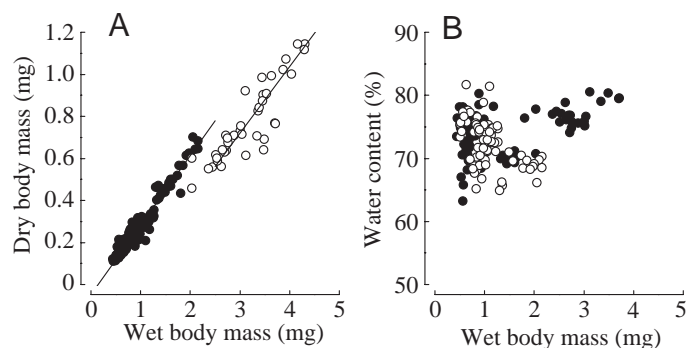 A
Dry body mass (mg)
1.2
1.0
0.8
0.6
0.4
0.2
0
0 1 2 3 4 5
Wet body mass (mg)
B
Water content (%)
90
80
70
60
50
0 1 2 3 4 5
Wet body mass (mg)